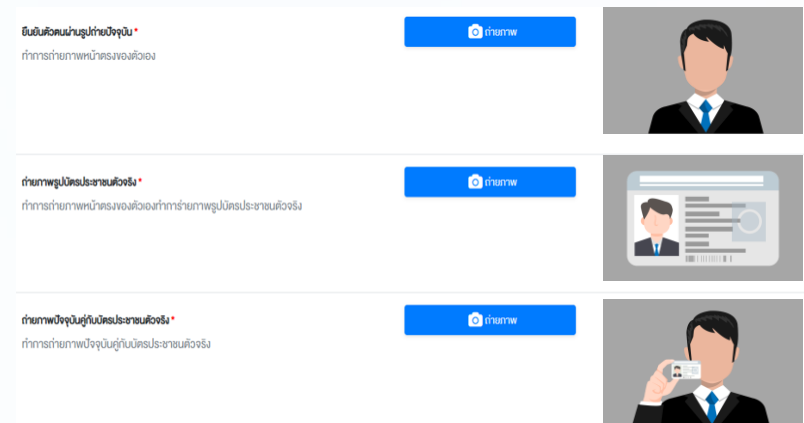 ยืนยันตัวตนผ่านรูปถ่ายปัจจุบัน *
ถ่ายภาพ
ทำการถ่ายภาพหน้าตรงของตัวเอง
ถ่ายภาพรูปบัตรประชาชนตัวจริง *
ถ่ายภาพ
ทำการถ่ายภาพหน้าตรงของตัวเองทำการร่ายภาพรูปบัตรประชาชนตัวจริง
ถ่ายภาพปัจจุบันคู่กับบัตรประชาชนตัวจริง *
ถ่ายภาพ
ทำการถ่ายภาพปัจจุบันคู่กับบัตรประชาชนตัวจริง